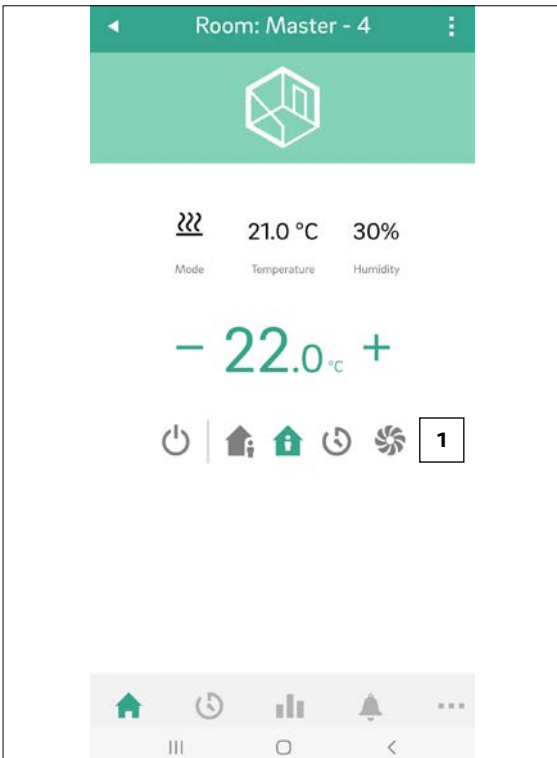 Room: Master - 4
21.0 °C 30%
Mode Temperature Humidity
− 22.0 °C +
1